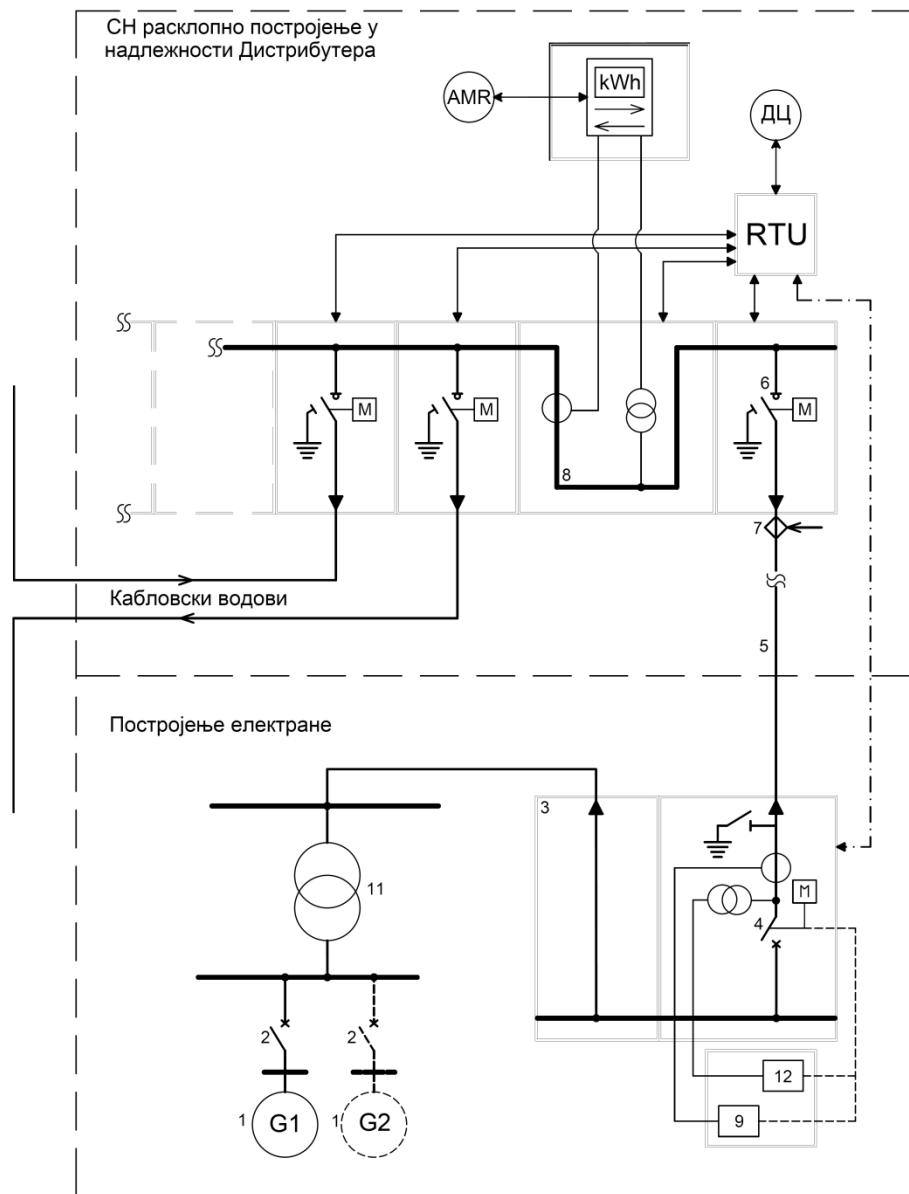 СН расклопно постројење у
надлежности Дистрибутера
kWh
AMR
ДЦ
RTU
6
M
M
M
8
7
Кабловски водови
5
Постројење електране
3
11
M
4
2
2
12
1
G1
1
G2
9